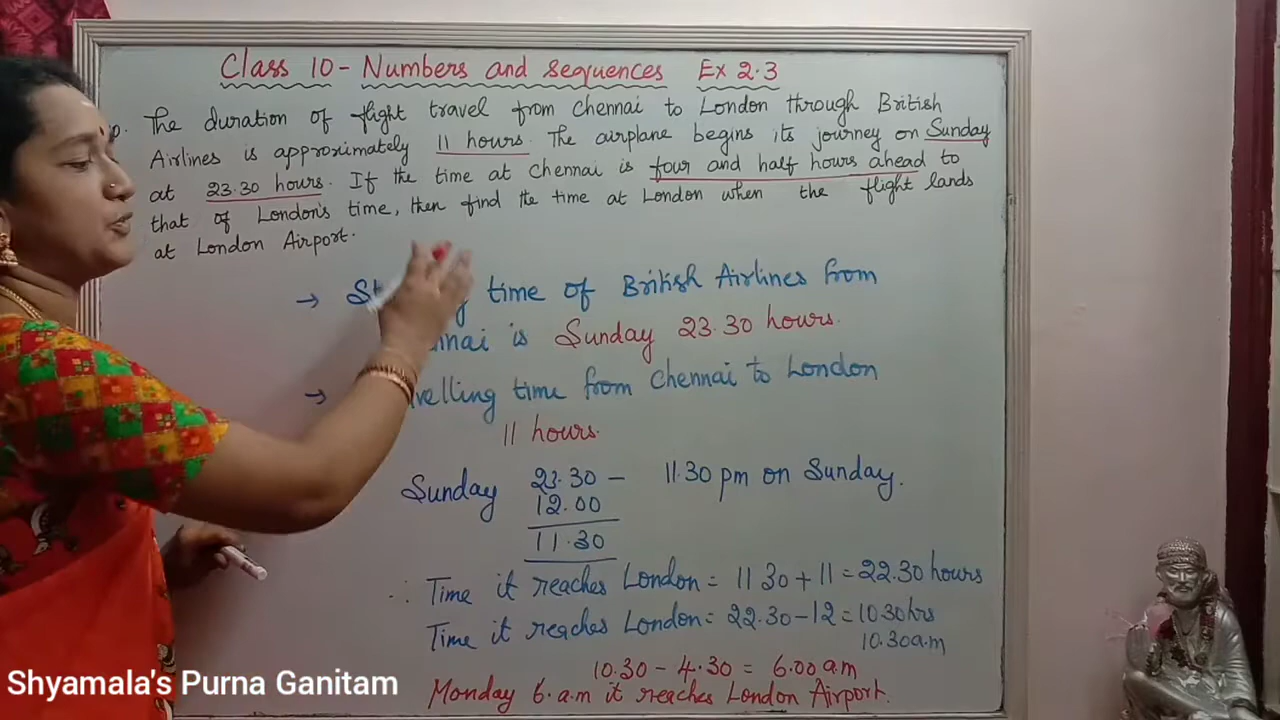 Class 10 - Numbers and sequences Ex 2.3
0. The duration of flight travel from Chennai to London through British
Airlines is approximately 11 hours. The airplane begins its journey on Sunday
at 23.30 hours. If the time at Chennai is four and half hours ahead to
that of London's time, then find the time at London when the flight lands
at London Airport.
→ time of British Airlines from
is Sunday 23.30 hours.
→ time from Chennai to London
11 hours.
Sunday 23.30 - 11.30 pm on Sunday.
12.00
11.30
∴ Time it reaches London = 11 30 + 11 = 22.30 hours
Time it reaches London = 22.30 - 12 = 10.30hrs
10.30a.m
10.30 - 4.30 = 6.00 a.m
Monday 6.a.m it reaches London Airport.
Shyamala's Purna Ganitam